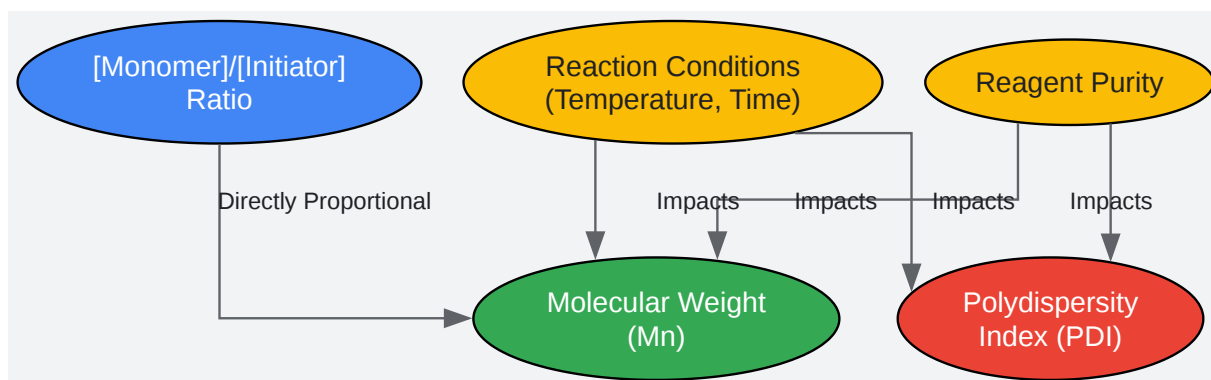 [Monomer]/[Initiator]
Ratio
Reaction Conditions
(Temperature, Time)
Reagent Purity
Directly Proportional
Impacts
Impacts
Impacts
Impacts
Molecular Weight
(Mn)
Polydispersity
Index (PDI)